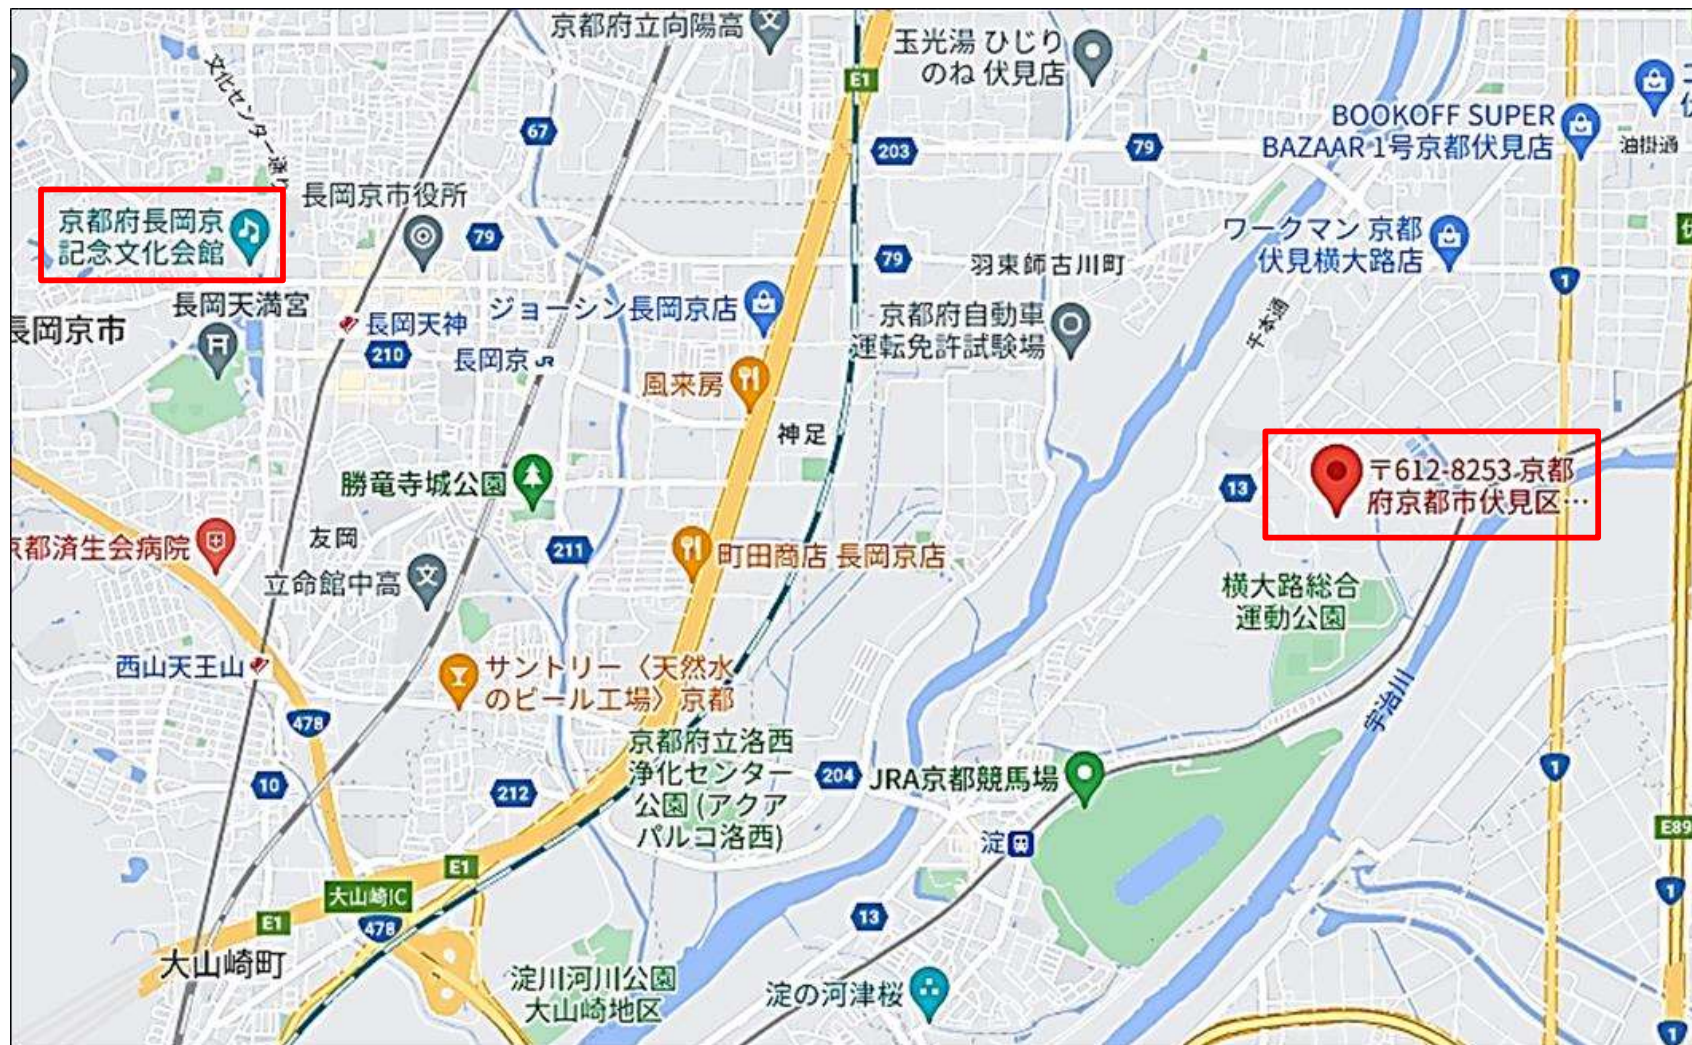 京都府立向陽高
玉光湯 ひじり
のね 伏見店
E1
文化センター通り
67
203
79
BOOKOFF SUPER
BAZAAR 1号京都伏見店
油掛通
京都府長岡京
記念文化会館
長岡京市役所
79
79
羽束師古川町
ワークマン 京都
伏見横大路店
1
長岡天満宮
長岡京市
長岡天神
210
長岡京
JR
ジョーシン長岡京店
京都府自動車
運転免許試験場
千本通
風来房
神足
勝竜寺城公園
13
〒612-8253 京都
府京都市伏見区…
京都済生会病院
友岡
立命館中高
211
町田商店 長岡京店
横大路総合
運動公園
西山天王山
サントリー〈天然水
のビール工場〉京都
宇治川
478
京都府立洛西
浄化センター
公園 (アクア
パルコ洛西)
204
JRA京都競馬場
1
10
212
淀
E89
E1
大山崎IC
1
E1
478
13
大山崎町
淀川河川公園
大山崎地区
淀の河津桜
1